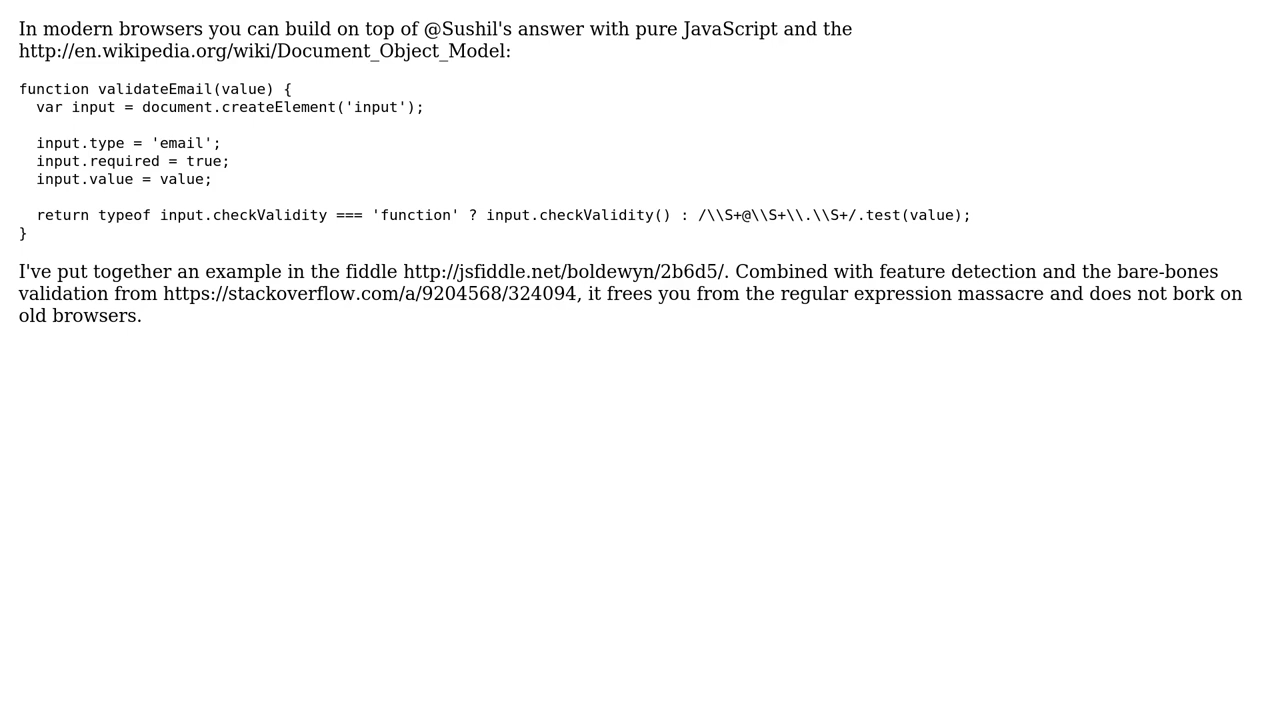 In modern browsers you can build on top of @Sushil's answer with pure JavaScript and the
http://en.wikipedia.org/wiki/Document_Object_Model:
function validateEmail(value) {
  var input = document.createElement('input');
  input.type = 'email';
  input.required = true;
  input.value = value;
  return typeof input.checkValidity === 'function' ? input.checkValidity() : /\\S+@\\S+\\.\\S+/.test(value);
}
I've put together an example in the fiddle http://jsfiddle.net/boldewyn/2b6d5/. Combined with feature detection and the bare-bones
validation from https://stackoverflow.com/a/9204568/324094, it frees you from the regular expression massacre and does not bork on
old browsers.